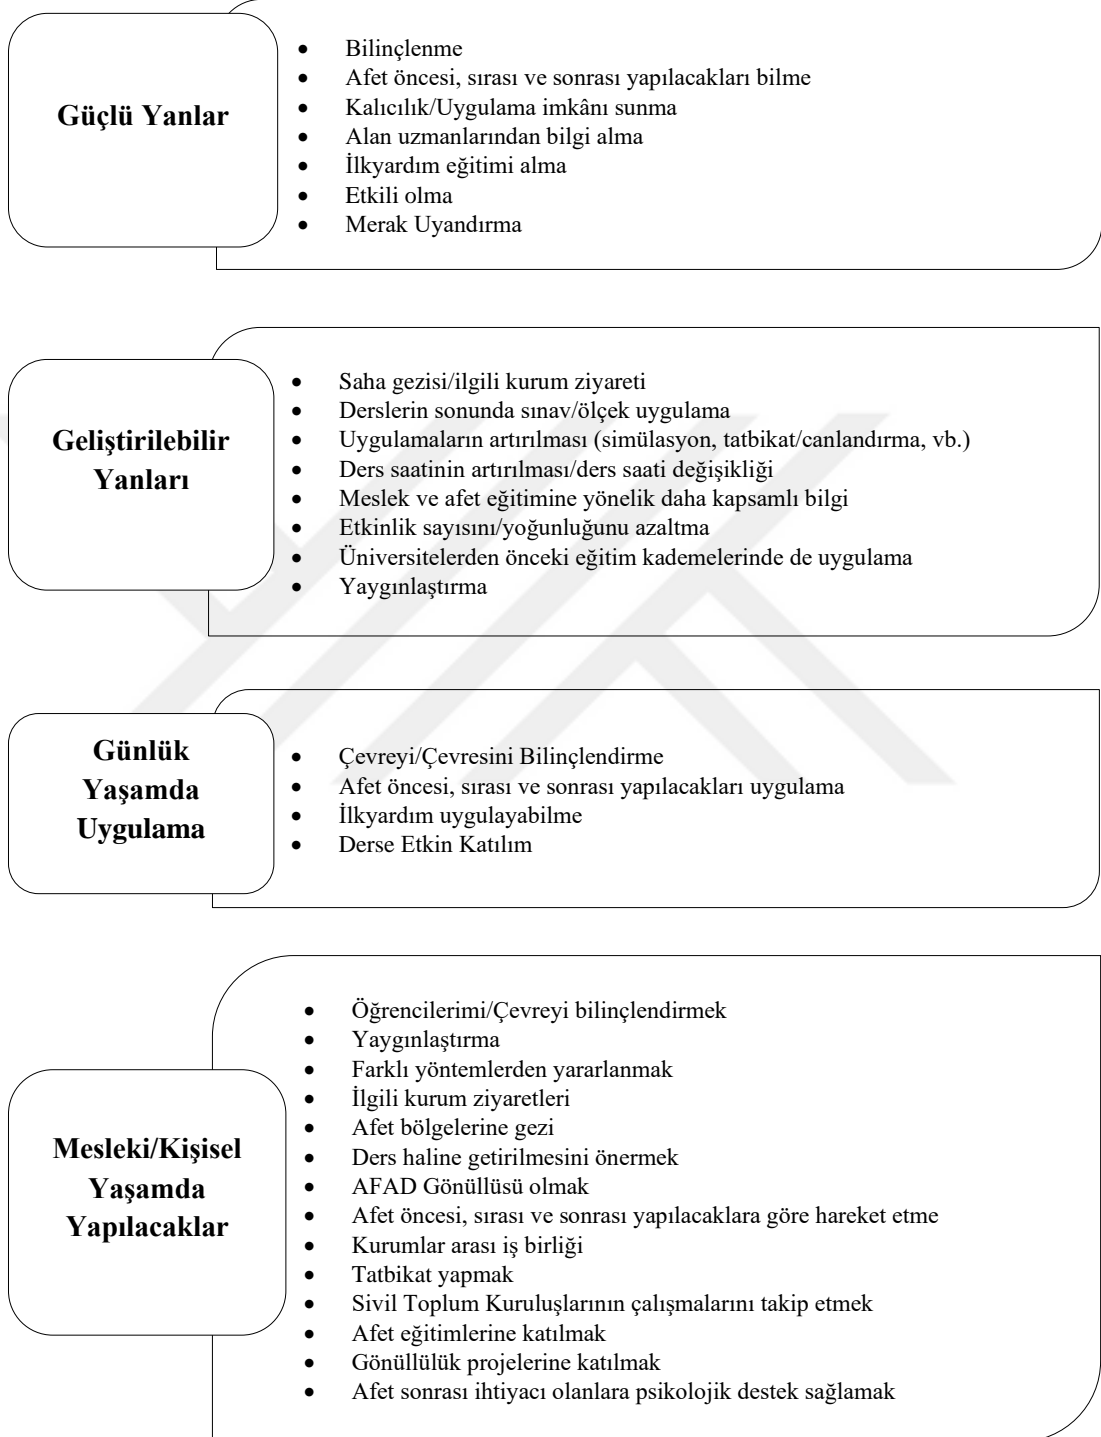 Güçlü Yanlar
Bilinçlenme
Afet öncesi, sırası ve sonrası yapılacakları bilme
Kalıcılık/Uygulama imkânı sunma
Alan uzmanlarından bilgi alma
İlkyardım eğitimi alma
Etkili olma
Merak Uyandırma
Geliştirilebilir
Yanları
Saha gezisi/ilgili kurum ziyareti
Derslerin sonunda sınav/ölçek uygulama
Uygulamaların artırılması (simülasyon, tatbikat/canlandırma, vb.)
Ders saatinin artırılması/ders saati değişikliği
Meslek ve afet eğitimine yönelik daha kapsamlı bilgi
Etkinlik sayısını/yoğunluğunu azaltma
Üniversitelerden önceki eğitim kademelerinde de uygulama
Yaygınlaştırma
Günlük
Yaşamda
Uygulama
Çevreyi/Çevresini Bilinçlendirme
Afet öncesi, sırası ve sonrası yapılacakları uygulama
İlkyardım uygulayabilme
Derse Etkin Katılım
Mesleki/Kişisel
Yaşamda
Yapılacaklar
Öğrencilerimi/Çevreyi bilinçlendirmek
Yaygınlaştırma
Farklı yöntemlerden yararlanmak
İlgili kurum ziyaretleri
Afet bölgelerine gezi
Ders haline getirilmesini önermek
AFAD Gönüllüsü olmak
Afet öncesi, sırası ve sonrası yapılacaklara göre hareket etme
Kurumlar arası iş birliği
Tatbikat yapmak
Sivil Toplum Kuruluşlarının çalışmalarını takip etmek
Afet eğitimlerine katılmak
Gönüllülük projelerine katılmak
Afet sonrası ihtiyacı olanlara psikolojik destek sağlamak